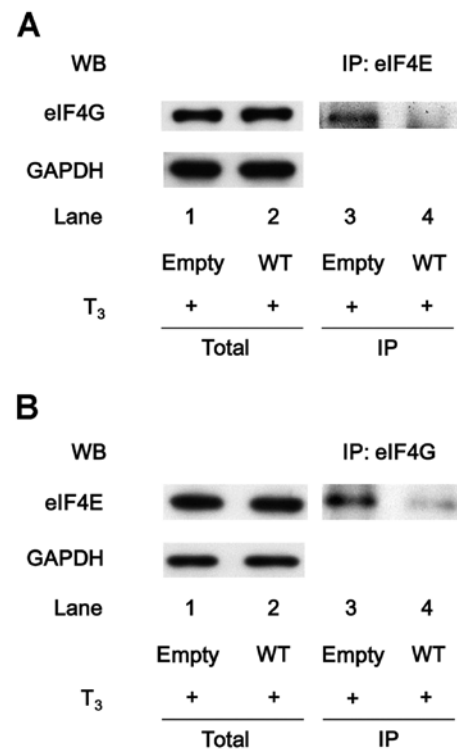 A
WB IP: eIF4E
eIF4G
GAPDH
Lane 1 2 3 4
Empty WT Empty WT
T₃ + + + +
Total IP
B
WB IP: eIF4G
eIF4E
GAPDH
Lane 1 2 3 4
Empty WT Empty WT
T₃ + + + +
Total IP